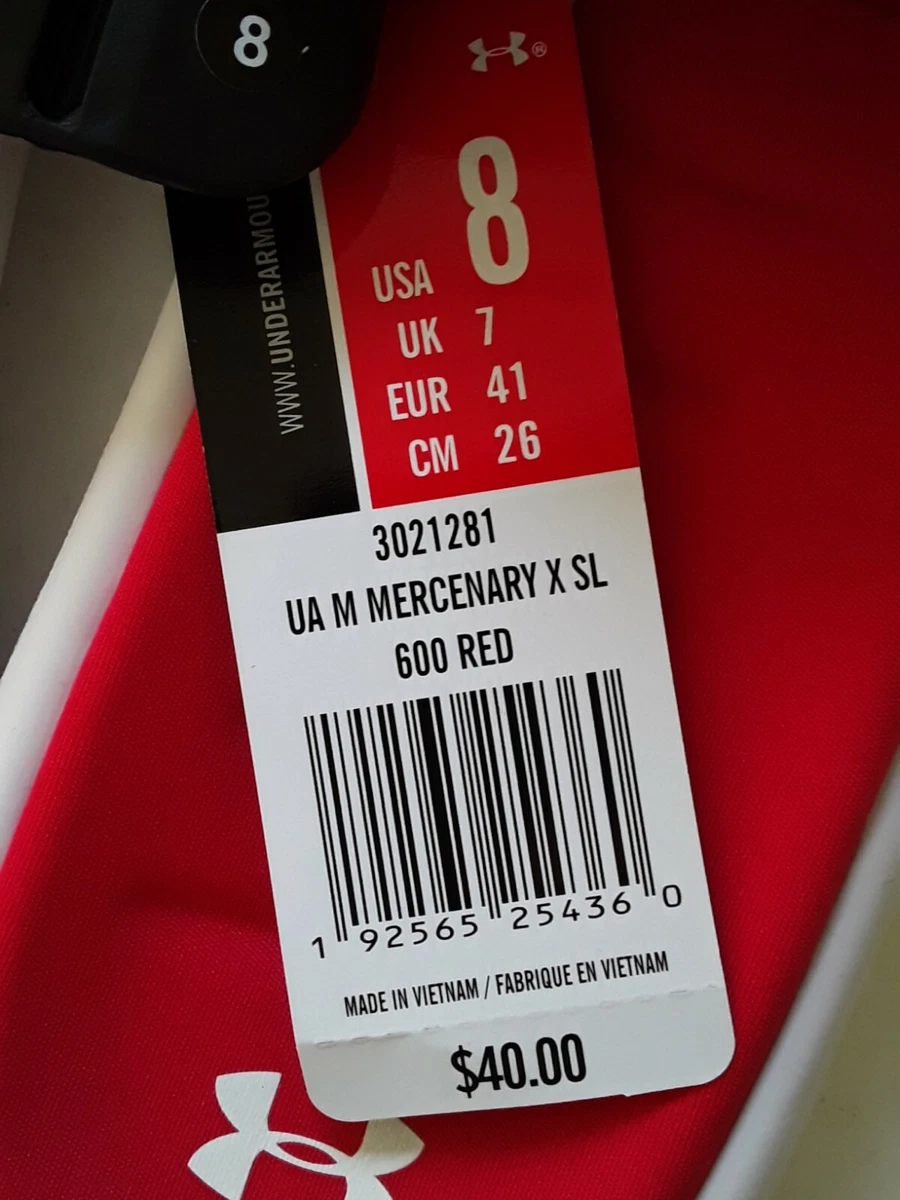 8
®
USA 8
UK 7
EUR 41
CM 26
WWW.UNDERARMOU
3021281
UA M MERCENARY X SL
600 RED
1 92565 25436 0
MADE IN VIETNAM / FABRIQUE EN VIETNAM
$40.00